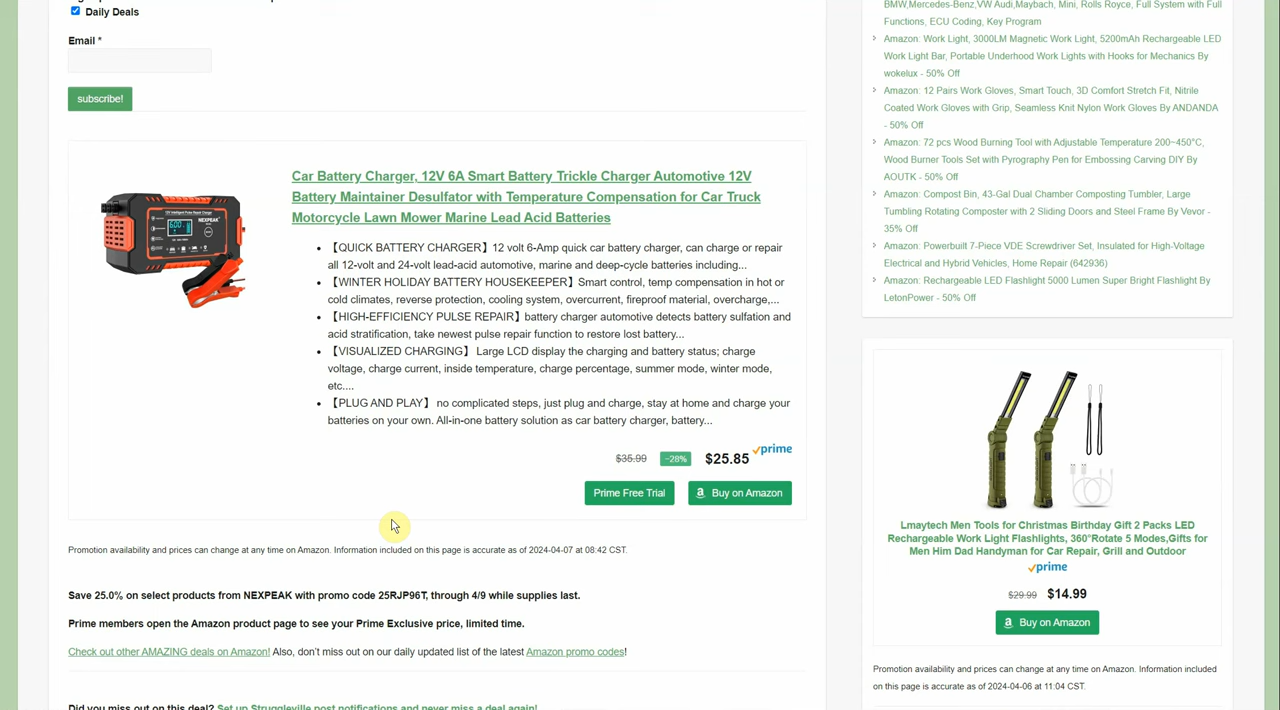 Daily Deals
Email *
subscribe!
Car Battery Charger, 12V 6A Smart Battery Trickle Charger Automotive 12V
Battery Maintainer Desulfator with Temperature Compensation for Car Truck
Motorcycle Lawn Mower Marine Lead Acid Batteries
• 【QUICK BATTERY CHARGER】12 volt 6-Amp quick car battery charger, can charge or repair
all 12-volt and 24-volt lead-acid automotive, marine and deep-cycle batteries including...
• 【WINTER HOLIDAY BATTERY HOUSEKEEPER】Smart control, temp compensation in hot or
cold climates, reverse protection, cooling system, overcurrent, fireproof material, overcharge,...
• 【HIGH-EFFICIENCY PULSE REPAIR】battery charger automotive detects battery sulfation and
acid stratification, take newest pulse repair function to restore lost battery...
• 【VISUALIZED CHARGING】 Large LCD display the charging and battery status; charge
voltage, charge current, inside temperature, charge percentage, summer mode, winter mode,
etc....
• 【PLUG AND PLAY】 no complicated steps, just plug and charge, stay at home and charge your
batteries on your own. All-in-one battery solution as car battery charger, battery...
$35.99 −28% $25.85 prime
Prime Free Trial Buy on Amazon
Promotion availability and prices can change at any time on Amazon. Information included on this page is accurate as of 2024-04-07 at 08:42 CST.
Save 25.0% on select products from NEXPEAK with promo code 25RJP96T, through 4/9 while supplies last.
Prime members open the Amazon product page to see your Prime Exclusive price, limited time.
Check out other AMAZING deals on Amazon! Also, don't miss out on our daily updated list of the latest Amazon promo codes!
Did you miss out on this deal? Set up Struggleville post notifications and never miss a deal again!
BMW,Mercedes-Benz,VW Audi,Maybach, Mini, Rolls Royce, Full System with Full
Functions, ECU Coding, Key Program
Amazon: Work Light, 3000LM Magnetic Work Light, 5200mAh Rechargeable LED
Work Light Bar, Portable Underhood Work Lights with Hooks for Mechanics By
wokelux - 50% Off
Amazon: 12 Pairs Work Gloves, Smart Touch, 3D Comfort Stretch Fit, Nitrile
Coated Work Gloves with Grip, Seamless Knit Nylon Work Gloves By ANDANDA
- 50% Off
Amazon: 72 pcs Wood Burning Tool with Adjustable Temperature 200~450°C,
Wood Burner Tools Set with Pyrography Pen for Embossing Carving DIY By
AOUTK - 50% Off
Amazon: Compost Bin, 43-Gal Dual Chamber Composting Tumbler, Large
Tumbling Rotating Composter with 2 Sliding Doors and Steel Frame By Vevor -
35% Off
Amazon: Powerbuilt 7-Piece VDE Screwdriver Set, Insulated for High-Voltage
Electrical and Hybrid Vehicles, Home Repair (642936)
Amazon: Rechargeable LED Flashlight 5000 Lumen Super Bright Flashlight By
LetonPower - 50% Off
Lmaytech Men Tools for Christmas Birthday Gift 2 Packs LED
Rechargeable Work Light Flashlights, 360°Rotate 5 Modes,Gifts for
Men Him Dad Handyman for Car Repair, Grill and Outdoor
prime
$29.99 $14.99
Buy on Amazon
Promotion availability and prices can change at any time on Amazon. Information included
on this page is accurate as of 2024-04-06 at 11:04 CST.
NEXPEAK